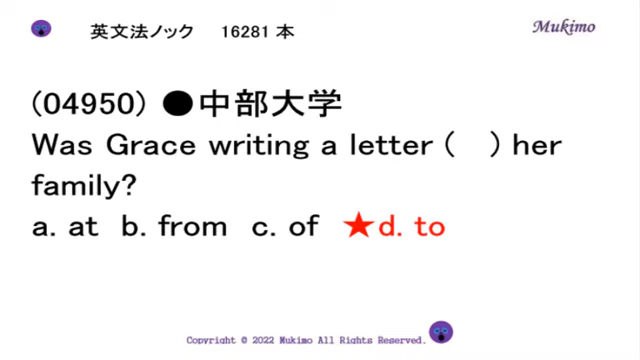 英文法ノック 16281 本 Mukimo
(04950) ●中部大学
Was Grace writing a letter ( ) her
family?
a. at b. from c. of ★d. to
Copyright © 2022 Mukimo All Rights Reserved.